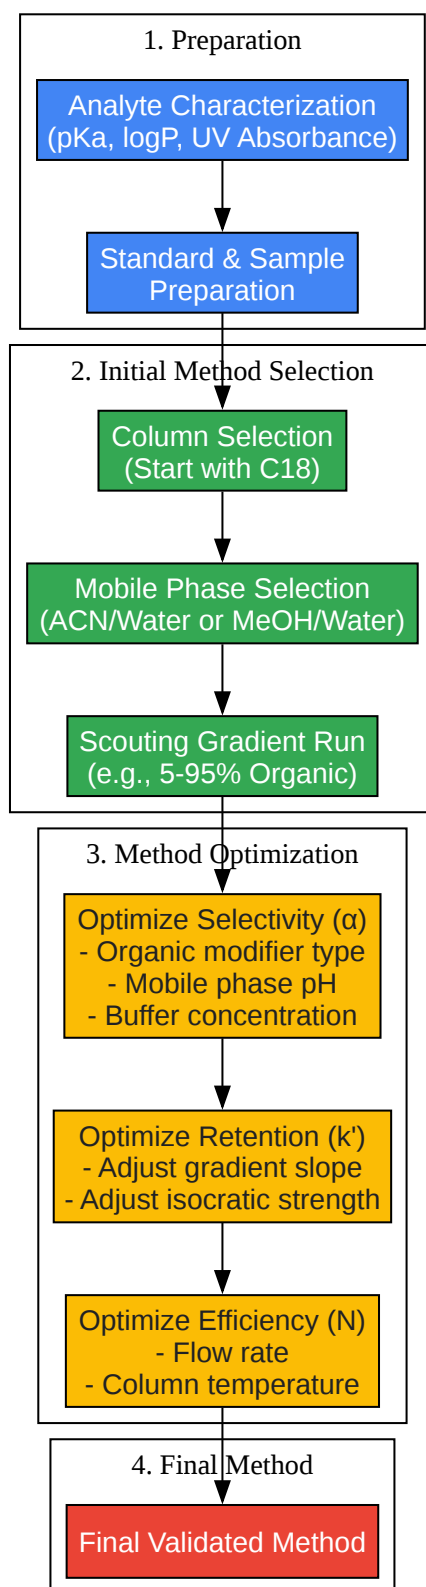 1. Preparation
Analyte Characterization
(pKa, logP, UV Absorbance)
Standard & Sample
Preparation
2. Initial Method Selection
Column Selection
(Start with C18)
Mobile Phase Selection
(ACN/Water or MeOH/Water)
Scouting Gradient Run
(e.g., 5-95% Organic)
3. Method Optimization
Optimize Selectivity (α)
- Organic modifier type
- Mobile phase pH
- Buffer concentration
Optimize Retention (k')
- Adjust gradient slope
- Adjust isocratic strength
Optimize Efficiency (N)
- Flow rate
- Column temperature
4. Final Method
Final Validated Method